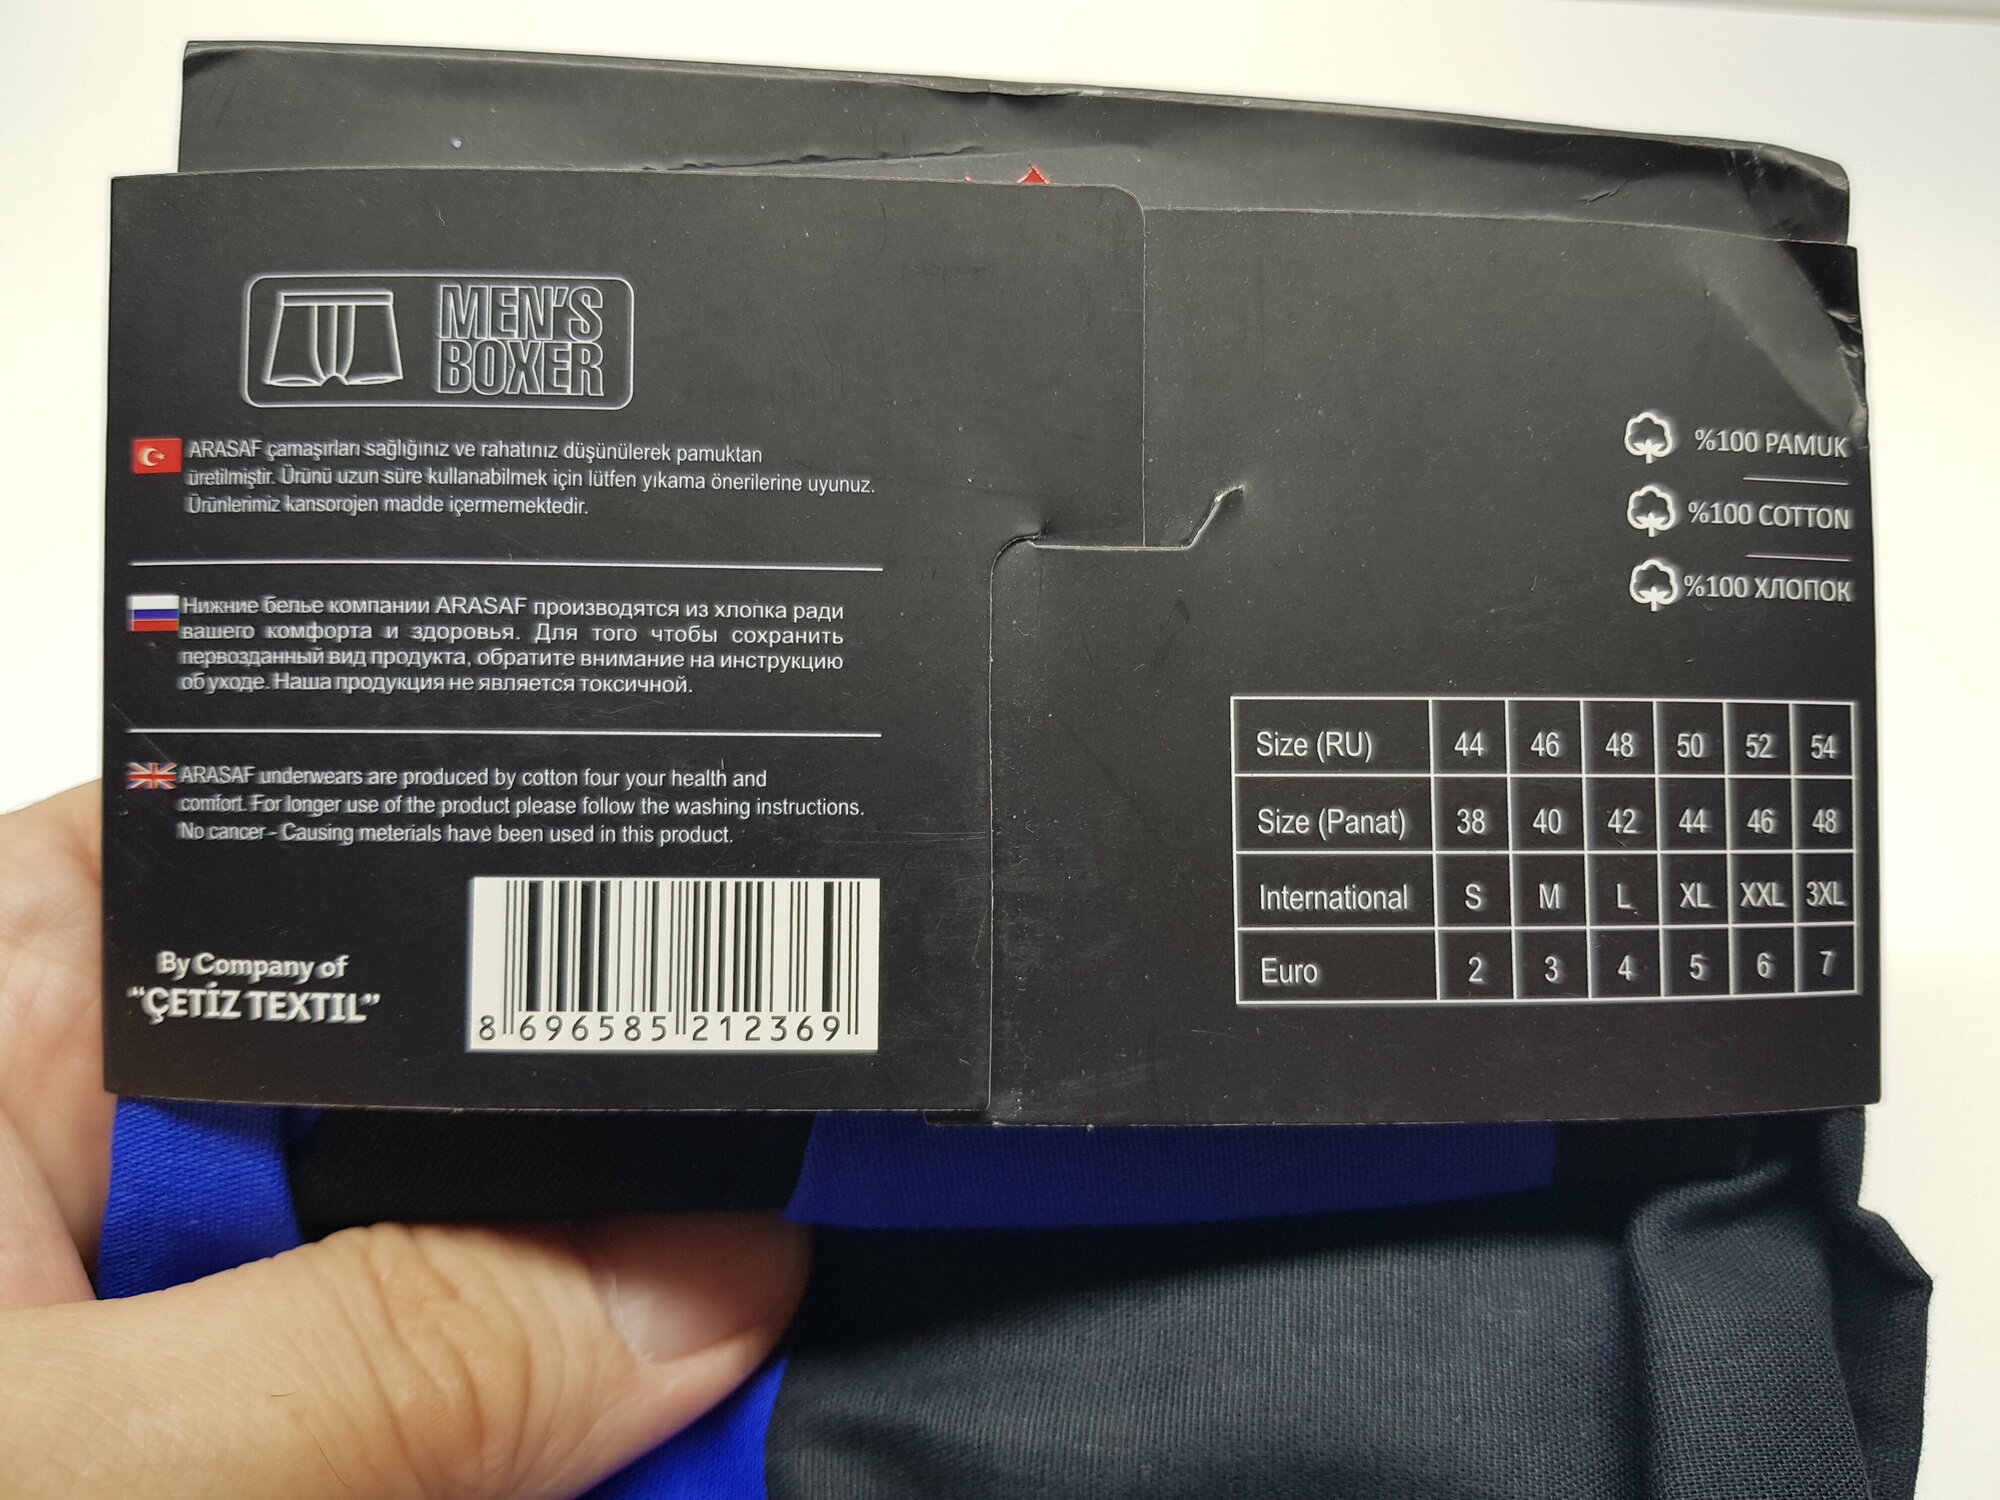 MEN'S
BOXER
ARASAF çamaşırları sağlığınız ve rahatınız düşünülerek pamuktan
üretilmiştir. Ürünü uzun süre kullanabilmek için lütfen yıkama önerilerine uyunuz.
Ürünlerimiz kansorojen madde içermemektedir.
Нижние белье компании ARASAF производятся из хлопка ради
вашего комфорта и здоровья. Для того чтобы сохранить
первозданный вид продукта, обратите внимание на инструкцию
об уходе. Наша продукция не является токсичной.
ARASAF underwears are produced by cotton four your health and
comfort. For longer use of the product please follow the washing instructions.
No cancer - Causing materials have been used in this product.
By Company of
"ÇETİZ TEXTIL"
8 696585 212369
%100 PAMUK
%100 COTTON
%100 ХЛОПОК
Size (RU) 44 46 48 50 52 54
Size (Panat) 38 40 42 44 46 48
International S M L XL XXL 3XL
Euro 2 3 4 5 6 7